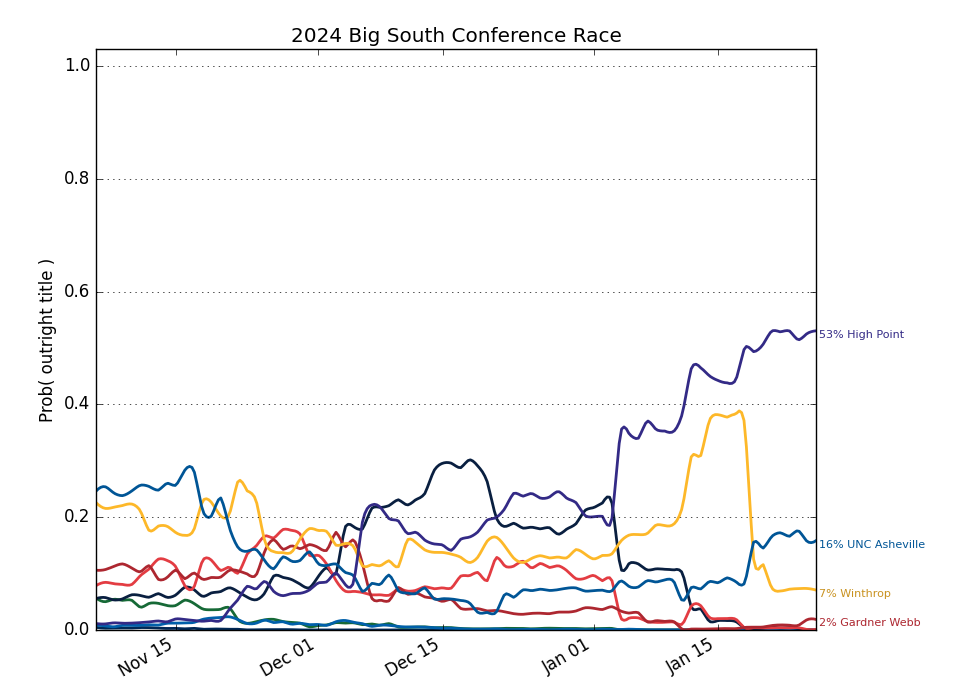 2024 Big South Conference Race
Prob( outright title )
1.0
0.8
0.6
0.4
0.2
0.0
53% High Point
16% UNC Asheville
7% Winthrop
2% Gardner Webb
Nov 15
Dec 01
Dec 15
Jan 01
Jan 15